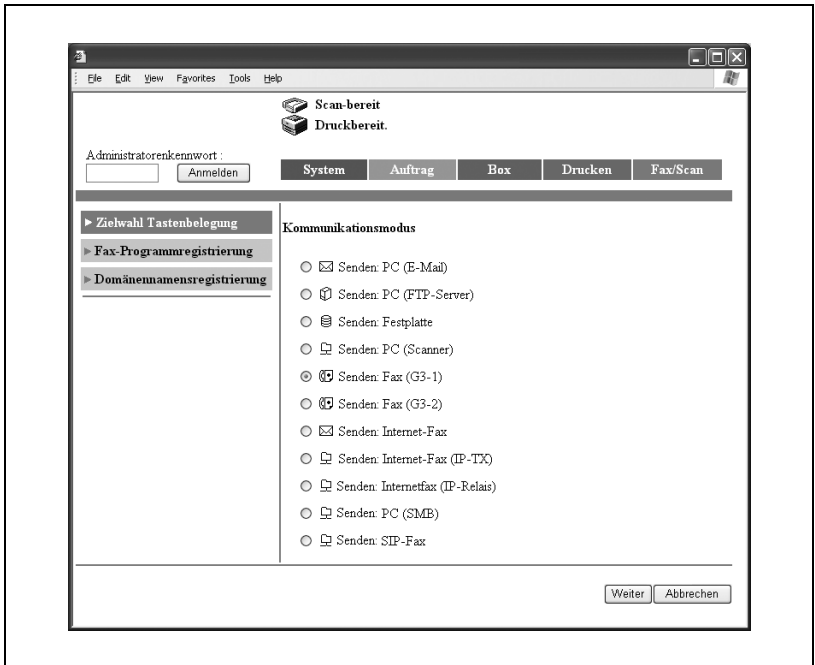 File Edit View Favorites Tools Help
Scan-bereit
Druckbereit.
Administratorenkennwort :
Anmelden
System Auftrag Box Drucken Fax/Scan
Zielwahl Tastenbelegung
Fax-Programmregistrierung
Domänennamensregistrierung
Kommunikationsmodus
Senden: PC (E-Mail)
Senden: PC (FTP-Server)
Senden: Festplatte
Senden: PC (Scanner)
Senden: Fax (G3-1)
Senden: Fax (G3-2)
Senden: Internet-Fax
Senden: Internet-Fax (IP-TX)
Senden: Internetfax (IP-Relais)
Senden: PC (SMB)
Senden: SIP-Fax
Weiter Abbrechen